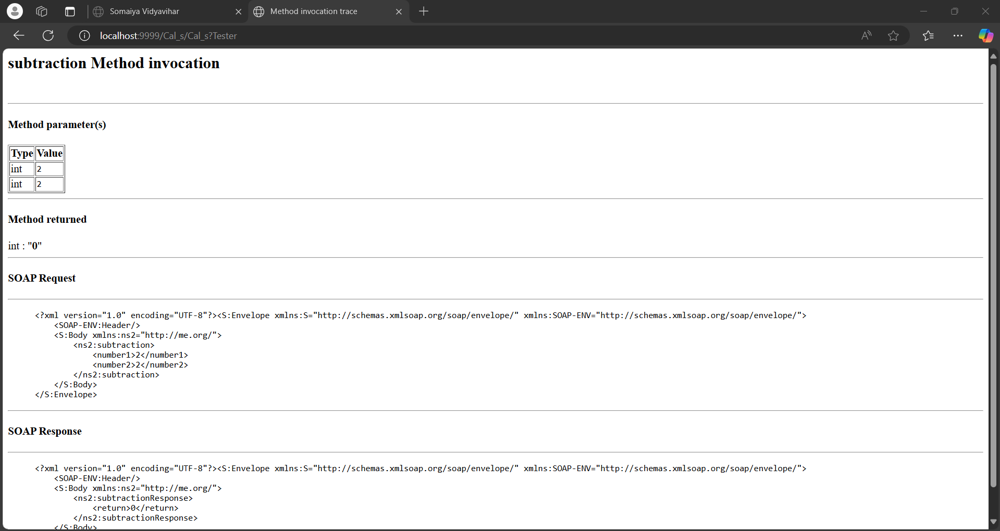 Somaiya Vidyavihar
Method invocation trace
localhost:9999/Cal_s/Cal_s?Tester
subtraction Method invocation
Method parameter(s)
Type Value
int 2
int 2
Method returned
int : "0"
SOAP Request
<?xml version="1.0" encoding="UTF-8"?><S:Envelope xmlns:S="http://schemas.xmlsoap.org/soap/envelope/" xmlns:SOAP-ENV="http://schemas.xmlsoap.org/soap/envelope/">
    <SOAP-ENV:Header/>
    <S:Body xmlns:ns2="http://me.org/">
        <ns2:subtraction>
            <number1>2</number1>
            <number2>2</number2>
        </ns2:subtraction>
    </S:Body>
</S:Envelope>
SOAP Response
<?xml version="1.0" encoding="UTF-8"?><S:Envelope xmlns:S="http://schemas.xmlsoap.org/soap/envelope/" xmlns:SOAP-ENV="http://schemas.xmlsoap.org/soap/envelope/">
    <SOAP-ENV:Header/>
    <S:Body xmlns:ns2="http://me.org/">
        <ns2:subtractionResponse>
            <return>0</return>
        </ns2:subtractionResponse>
    </S:Body>